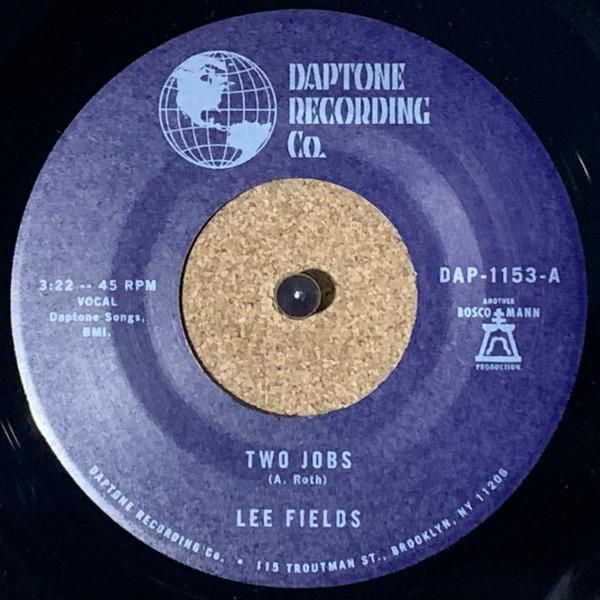 DAPTONE
RECORDING
Co.
3:22 -- 45 RPM
VOCAL
Daptone Songs,
BMI.
DAP-1153-A
ANOTHER
BOSCO MANN
PRODUCTION.
TWO JOBS
(A. Roth)
LEE FIELDS
DAPTONE RECORDING Co. • 115 TROUTMAN ST., BROOKLYN, NY 11206